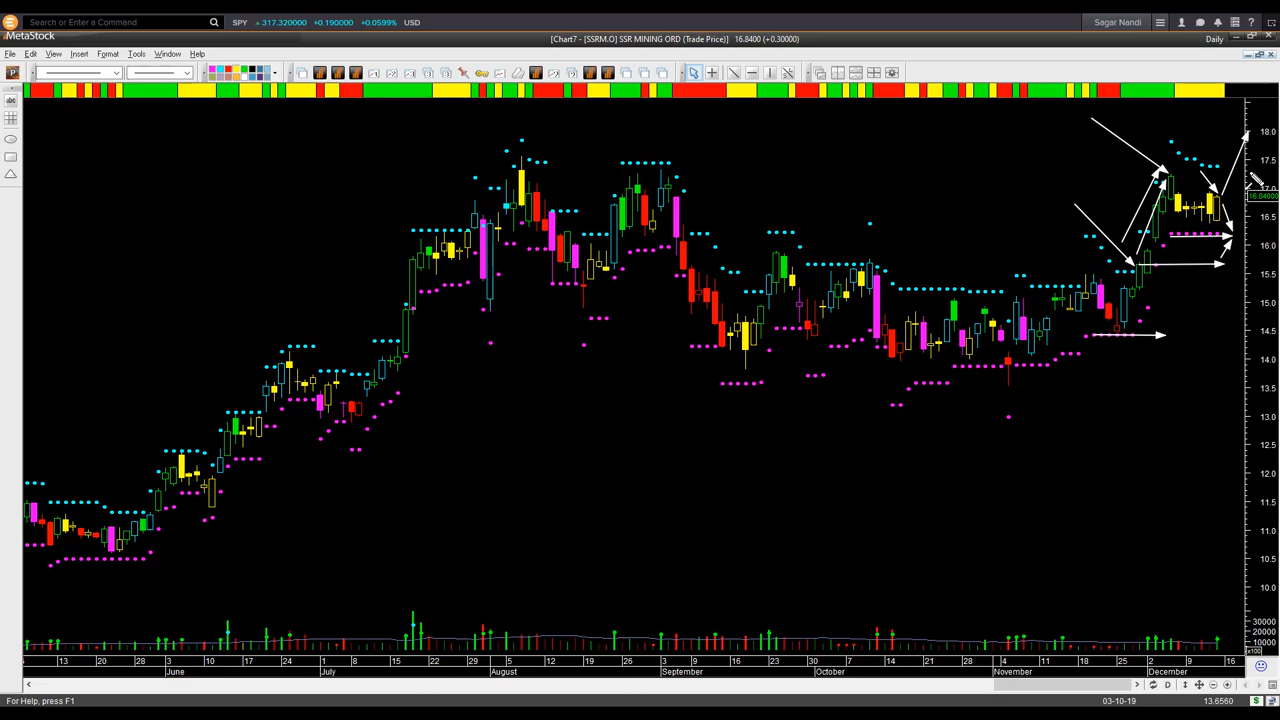 Search or Enter a Command SPY 317.320000 +0.190000 +0.0599% USD Sagar Nandi
MetaStock
[Chart7 - [SSRM.O] SSR MINING ORD (Trade Price)] 16.8400 (+0.30000) Daily
File Edit View Insert Format Tools Window Help
P
abc
18.0
17.5
17.0
16.84000
16.5
16.0
15.5
15.0
14.5
14.0
13.5
13.0
12.5
12.0
11.5
11.0
10.5
10.0
30000
20000
10000
x100
13 20 28 3 10 17 24 1 8 15 22 29 5 12 19 26 3 9 16 23 30 7 14 21 28 4 11 18 25 2 9 16
June July August September October November December
D
For Help, press F1 03-10-19 13.6560